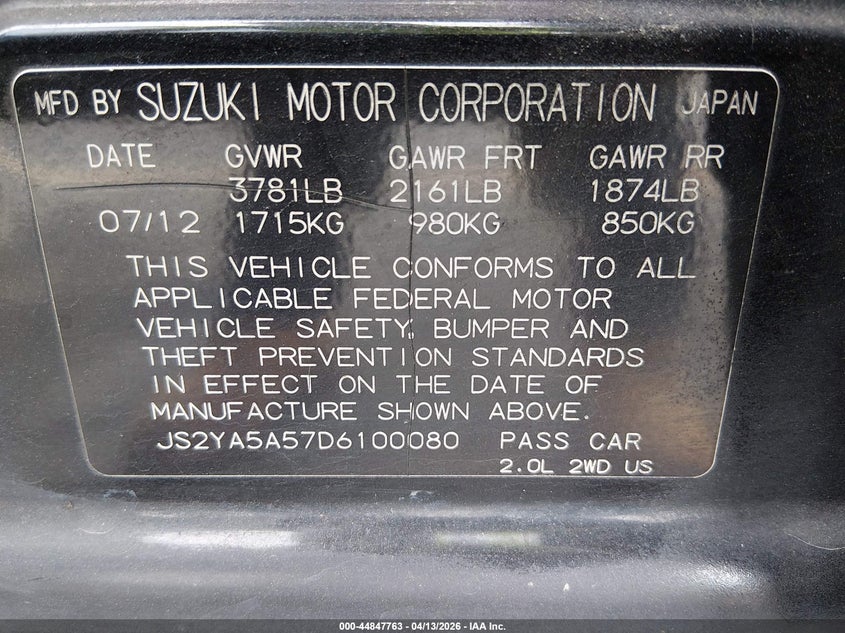 MFD BY SUZUKI MOTOR CORPORATION JAPAN
DATE GVWR GAWR FRT GAWR RR
3781LB 2161LB 1874LB
07/12 1715KG 980KG 850KG
THIS VEHICLE CONFORMS TO ALL
APPLICABLE FEDERAL MOTOR
VEHICLE SAFETY, BUMPER AND
THEFT PREVENTION STANDARDS
IN EFFECT ON THE DATE OF
MANUFACTURE SHOWN ABOVE.
JS2YA5A57D6100080 PASS CAR
2.0L 2WD US
000-44847763 - 04/13/2026 - IAA Inc.